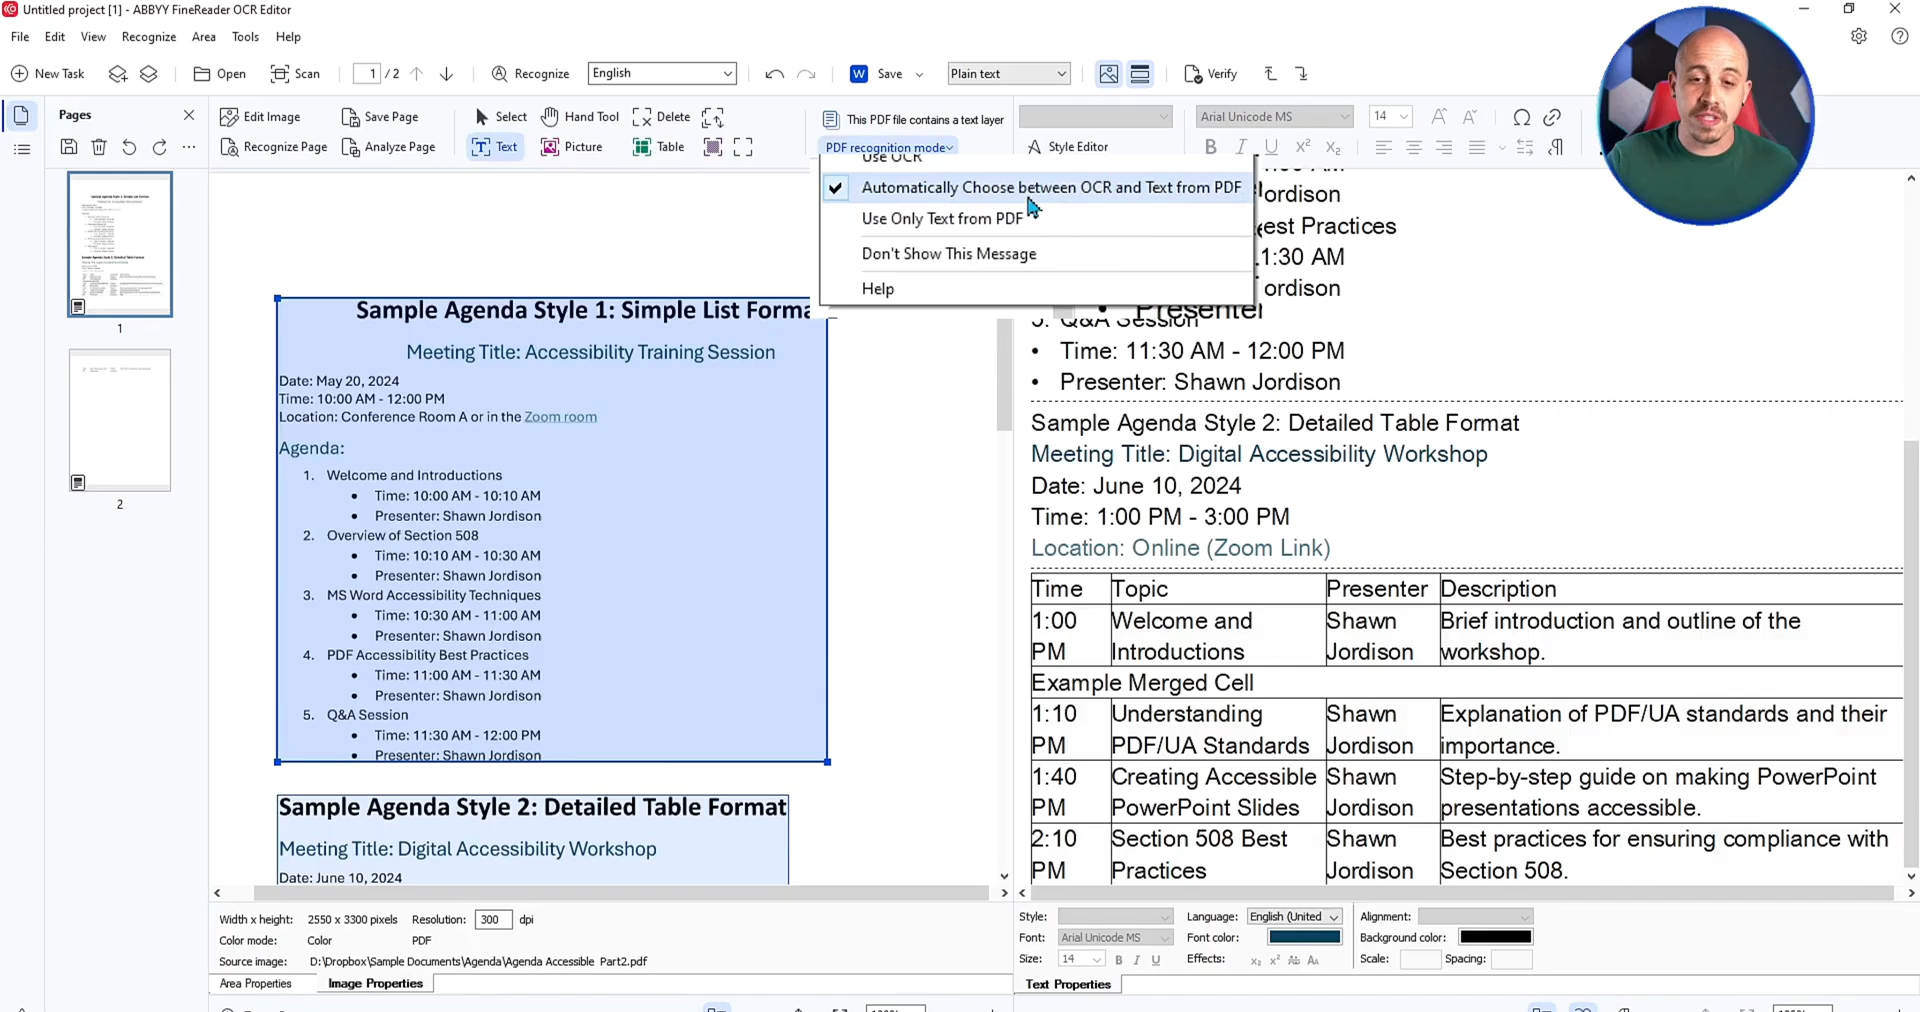 Untitled project [1] - ABBYY FineReader OCR Editor
File Edit View Recognize Area Tools Help
New Task Open Scan 1 / 2 Recognize English Save Plain text Verify
Pages
Edit Image Save Page
Recognize Page Analyze Page
Select Hand Tool Delete
Text Picture Table
This PDF file contains a text layer
PDF recognition mode
Arial Unicode MS 14
Style Editor B I U X₂ X²
Use OCR
Automatically Choose between OCR and Text from PDF
Use Only Text from PDF
Don't Show This Message
Help
1
2
Sample Agenda Style 1: Simple List Forma
Meeting Title: Accessibility Training Session
Date: May 20, 2024
Time: 10:00 AM - 12:00 PM
Location: Conference Room A or in the Zoom room
Agenda:
1. Welcome and Introductions
• Time: 10:00 AM - 10:10 AM
• Presenter: Shawn Jordison
2. Overview of Section 508
• Time: 10:10 AM - 10:30 AM
• Presenter: Shawn Jordison
3. MS Word Accessibility Techniques
• Time: 10:30 AM - 11:00 AM
• Presenter: Shawn Jordison
4. PDF Accessibility Best Practices
• Time: 11:00 AM - 11:30 AM
• Presenter: Shawn Jordison
5. Q&A Session
• Time: 11:30 AM - 12:00 PM
• Presenter: Shawn Jordison
Sample Agenda Style 2: Detailed Table Format
Meeting Title: Digital Accessibility Workshop
Date: June 10, 2024
ordison
est Practices
1:30 AM
ordison
• Presenter
5. Q&A Session
• Time: 11:30 AM - 12:00 PM
• Presenter: Shawn Jordison
Sample Agenda Style 2: Detailed Table Format
Meeting Title: Digital Accessibility Workshop
Date: June 10, 2024
Time: 1:00 PM - 3:00 PM
Location: Online (Zoom Link)
Time Topic Presenter Description
1:00 Welcome and Shawn Brief introduction and outline of the
PM Introductions Jordison workshop.
Example Merged Cell
1:10 Understanding Shawn Explanation of PDF/UA standards and their
PM PDF/UA Standards Jordison importance.
1:40 Creating Accessible Shawn Step-by-step guide on making PowerPoint
PM PowerPoint Slides Jordison presentations accessible.
2:10 Section 508 Best Shawn Best practices for ensuring compliance with
PM Practices Jordison Section 508.
Width x height: 2550 x 3300 pixels Resolution: 300 dpi
Color mode: Color PDF
Source image: D:\Dropbox\Sample Documents\Agenda\Agenda Accessible Part2.pdf
Area Properties Image Properties
Style: Language: English (United Alignment:
Font: Arial Unicode MS Font color: Background color:
Size: 14 B I U Effects: Scale: Spacing:
Text Properties